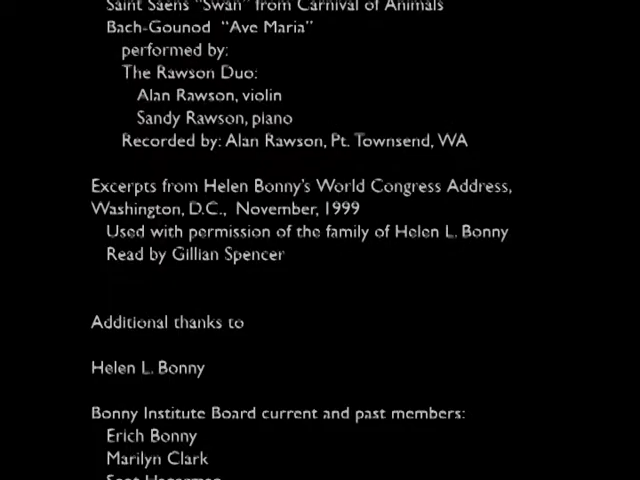 Saint Saens "Swan" from Carnival of Animals
Bach-Gounod "Ave Maria"
performed by:
The Rawson Duo:
Alan Rawson, violin
Sandy Rawson, piano
Recorded by: Alan Rawson, Pt. Townsend, WA
Excerpts from Helen Bonny's World Congress Address,
Washington, D.C., November, 1999
Used with permission of the family of Helen L. Bonny
Read by Gillian Spencer
Additional thanks to
Helen L. Bonny
Bonny Institute Board current and past members:
Erich Bonny
Marilyn Clark